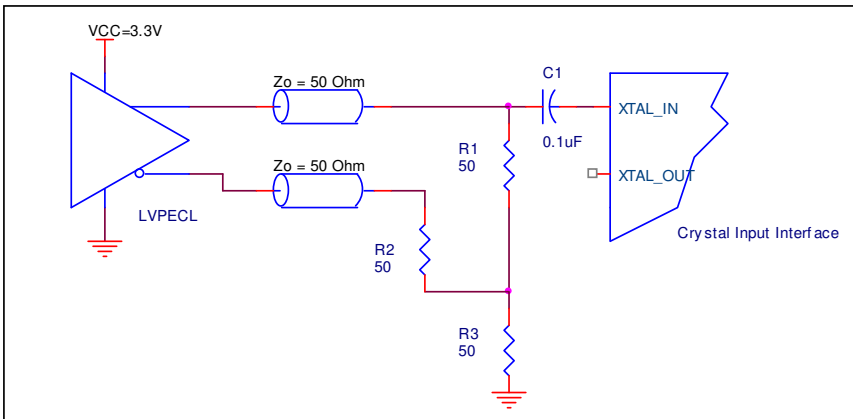 VCC=3.3V
Zo = 50 Ohm
C1
0.1uF
XTAL_IN
R1
50
Zo = 50 Ohm
XTAL_OUT
LVPECL
Crystal Input Interface
R2
50
R3
50